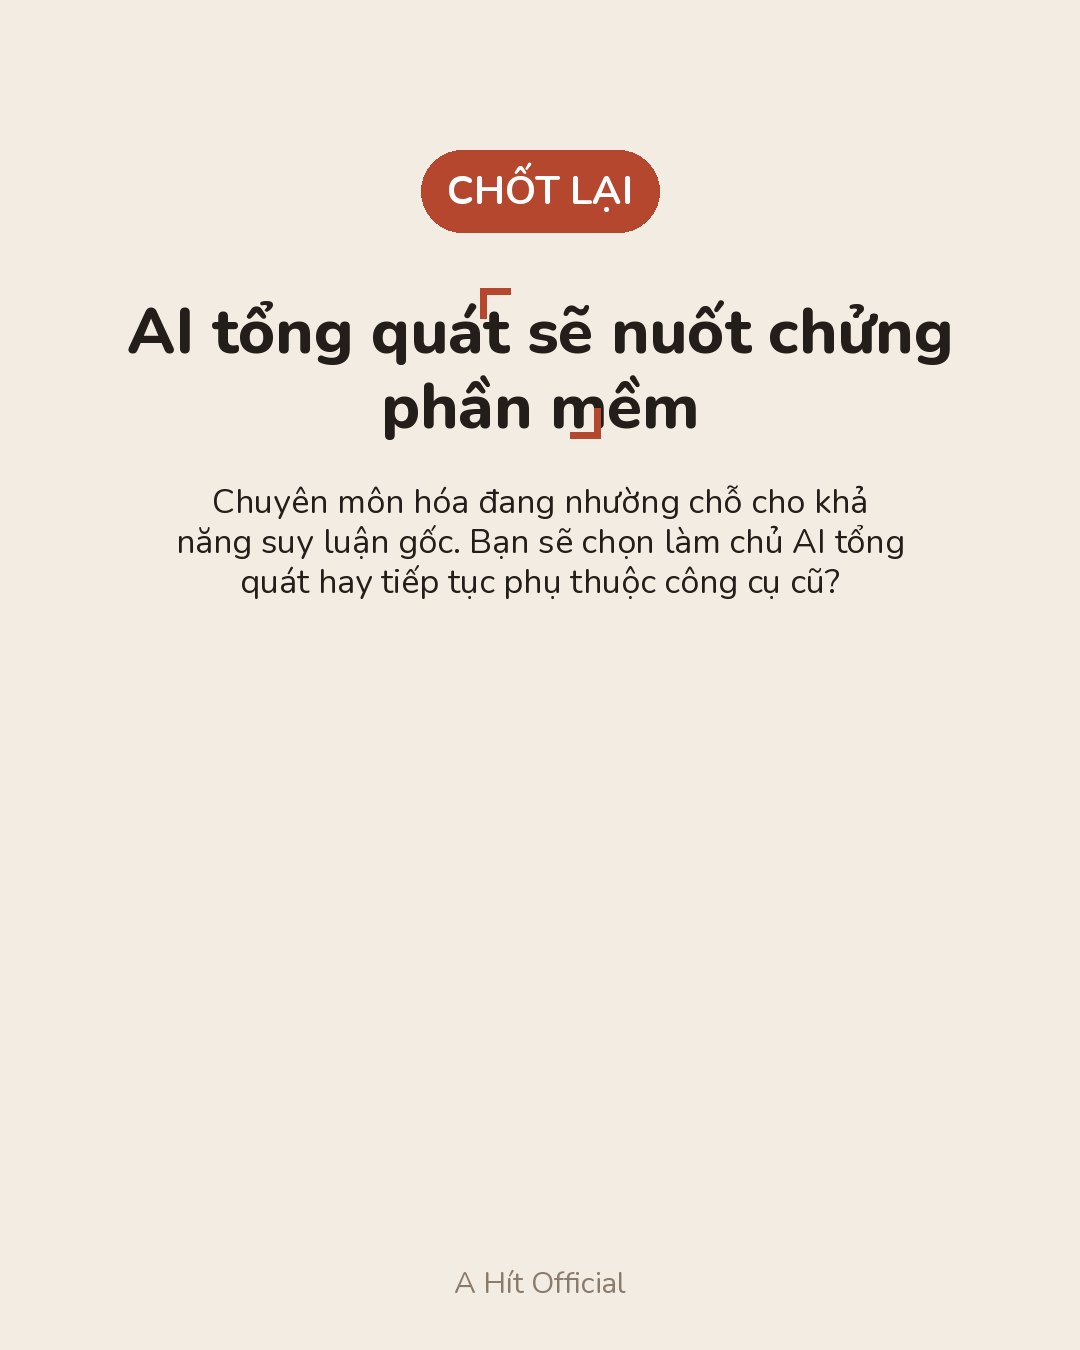 CHỐT LẠI
AI tổng quát sẽ nuốt chửng
phần mềm
Chuyên môn hóa đang nhường chỗ cho khả
năng suy luận gốc. Bạn sẽ chọn làm chủ AI tổng
quát hay tiếp tục phụ thuộc công cụ cũ?
A Hít Official